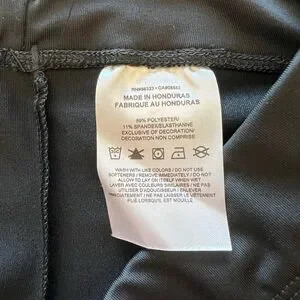 MADE IN HONDURAS
FABRIQUE AU HONDURAS
89% POLYESTER/
11% SPANDEX/ELASTHANNE
EXCLUSIVE OF DECORATION/
DECORATION NON COMPRISE
WASH WITH LIKE COLORS / DO NOT USE
SOFTENERS / REMOVE IMMEDIATELY / DO NOT
ALLOW TO LAY ON ITSELF WHEN WET
LAVER AVEC COULEURS SIMILAIRES / NE PAS
UTILISER D'ADOUCISSANT / ENLEVER
IMMEDIATEMENT / NE PAS LAISSER LE VÊTEMENT
PLIÉ LORSQU'IL EST MOUILLÉ